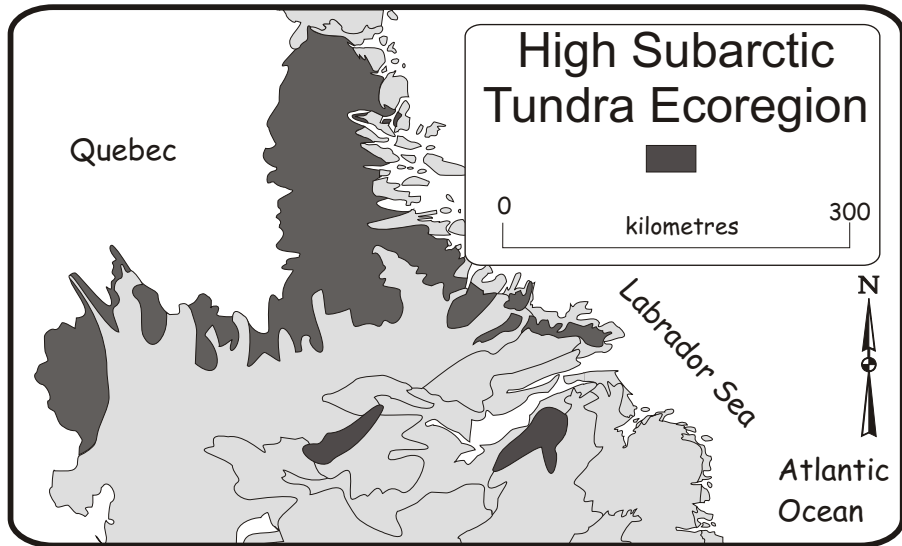 High Subarctic
Tundra Ecoregion
0 300
kilometres
Quebec
N
Labrador Sea
Atlantic
Ocean